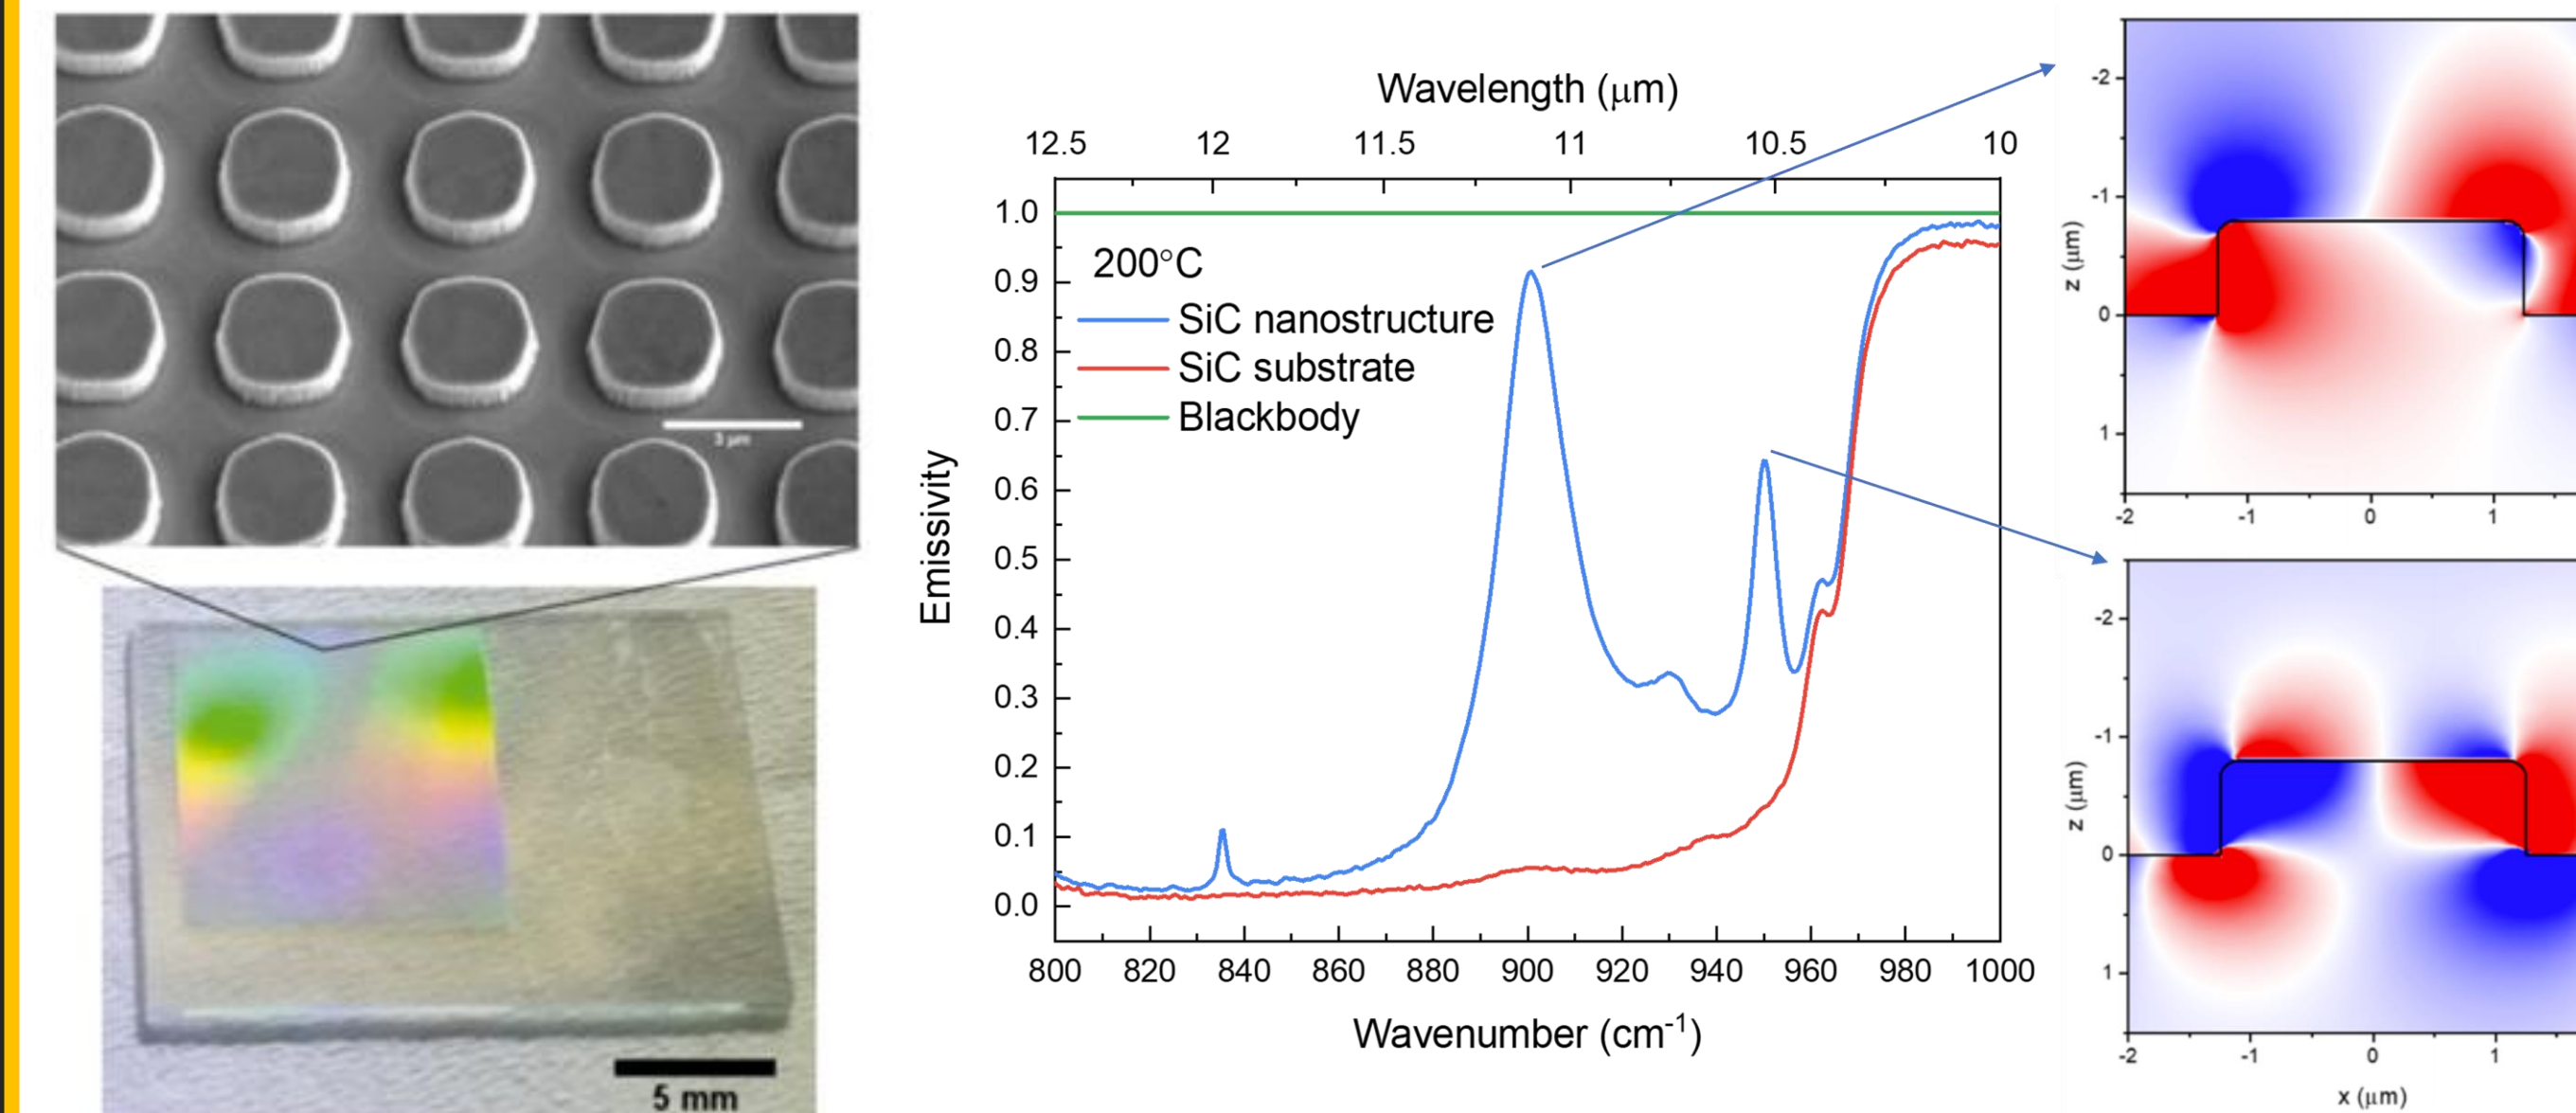 3 μm
5 mm
Wavelength (μm)
12.5 12 11.5 11 10.5 10
1.0
0.9
0.8
0.7
0.6
0.5
0.4
0.3
0.2
0.1
0.0
Emissivity
200°C
SiC nanostructure
SiC substrate
Blackbody
800 820 840 860 880 900 920 940 960 980 1000
Wavenumber (cm-1)
-2
-1
0
1
z (μm)
-2 -1 0 1
-2
-1
0
1
z (μm)
-2 -1 0 1
x (μm)